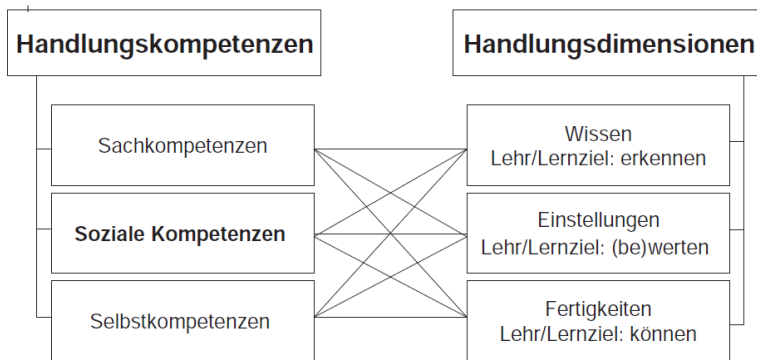 Handlungskompetenzen
Handlungsdimensionen
Sachkompetenzen
Wissen
Lehr/Lernziel: erkennen
Soziale Kompetenzen
Einstellungen
Lehr/Lernziel: (be)werten
Selbstkompetenzen
Fertigkeiten
Lehr/Lernziel: können